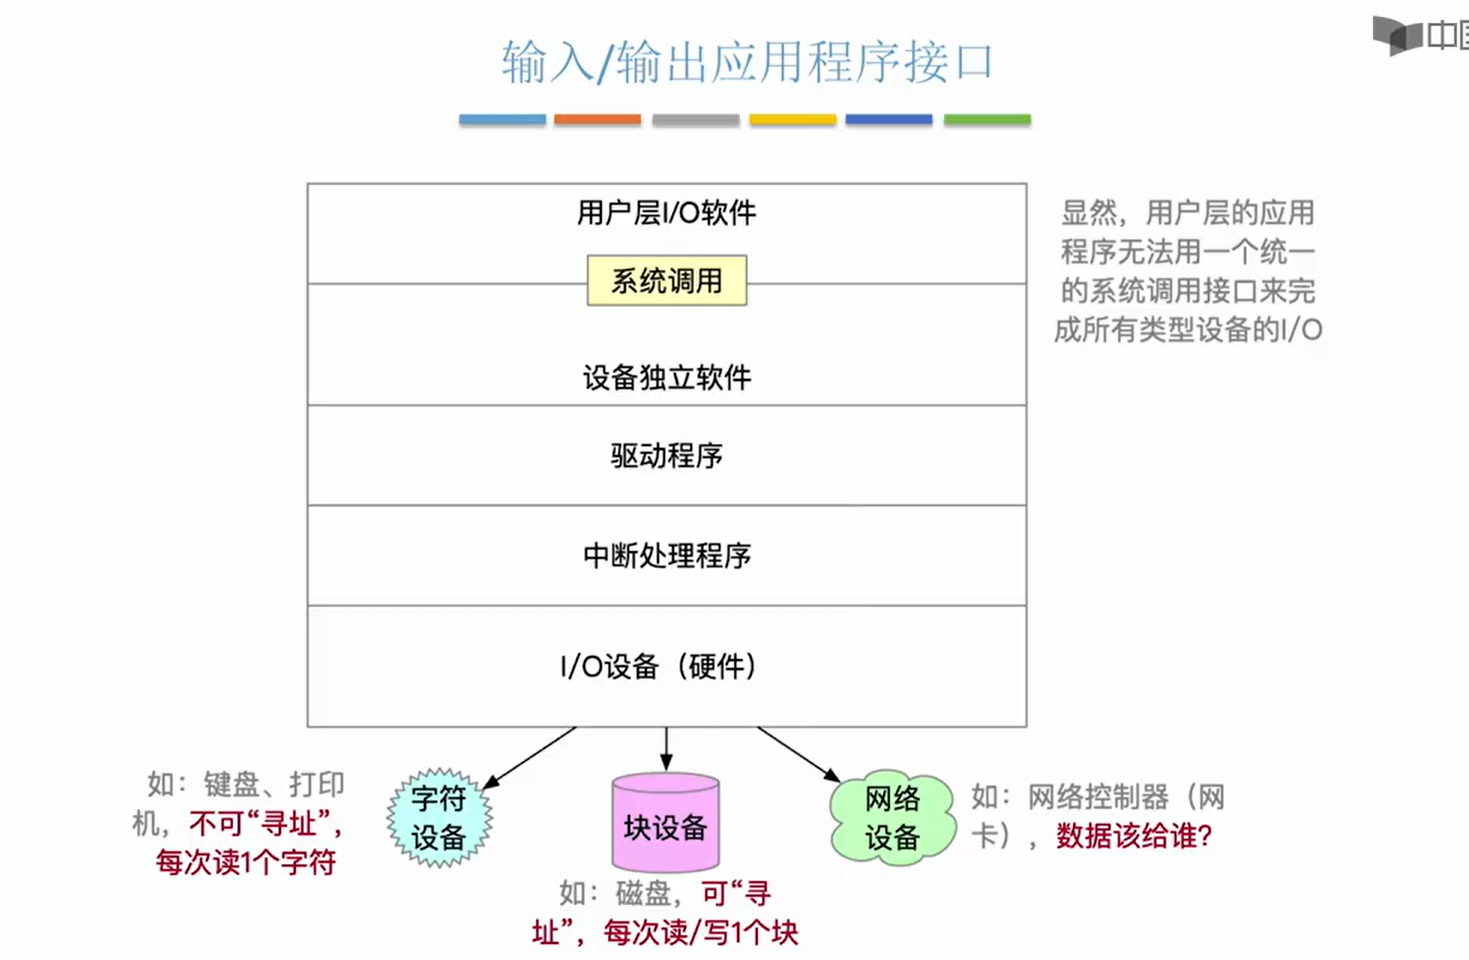 输入/输出应用程序接口
中国
用户层I/O软件
系统调用
设备独立软件
驱动程序
中断处理程序
I/O设备（硬件）
显然，用户层的应用
程序无法用一个统一
的系统调用接口来完
成所有类型设备的I/O
如：键盘、打印
机，不可“寻址”，
每次读1个字符
字符
设备
块设备
如：磁盘，可“寻
址”，每次读/写1个块
网络
设备
如：网络控制器（网
卡），数据该给谁？